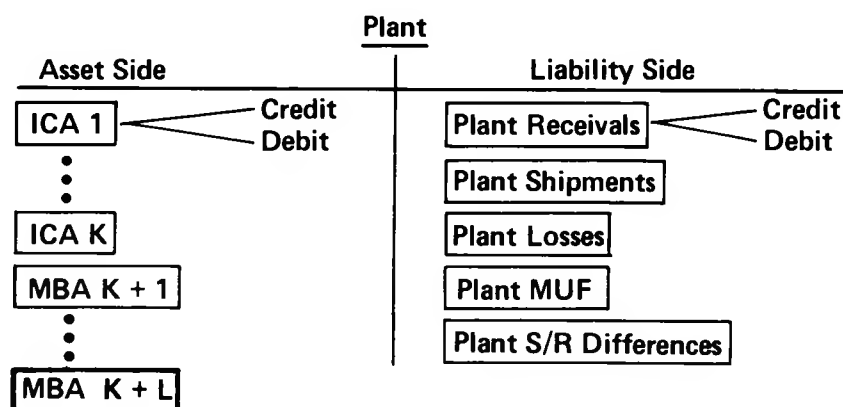 Plant
Asset Side
Liability Side
ICA 1
Credit
Debit
ICA K
MBA K + 1
MBA K + L
Plant Receivals
Credit
Debit
Plant Shipments
Plant Losses
Plant MUF
Plant S/R Differences